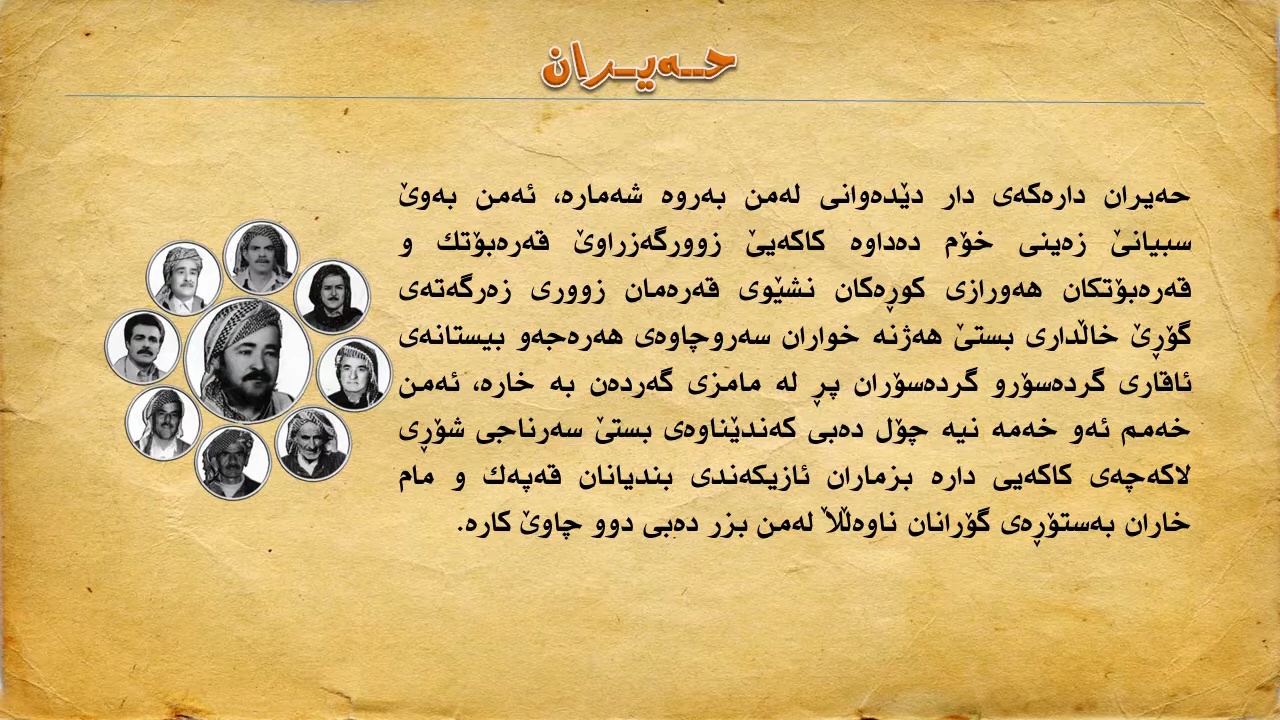 حـەیـران
حەیران دارەکەی دار دێدەوانی لەمن بەروە شەمارە، ئەمن بەوێ
سبیانێ زەینی خۆم دەداوە کاکەیێ زوورگەزراوێ قەرەبۆتك و
قەرەبۆتکان هەورازی کوڕەکان نشێوی قەرەمان زووری زەرگەتەی
گۆڕێ خاڵداری بستێ هەژنە خواران سەروچاوەی هەرەجەو بیستانەی
ئاقاری گردەسۆرو گردەسۆران پڕ لە مامزی گەردەن بە خارە، ئەمن
خەمم ئەو خەمە نیە چۆل دەبی کەندێناوەی بستێ سەرناجی شۆڕی
لاکەچەی کاکەیی دارە بزماران ئازیکەندی بندیانان قەپەك و مام
خاران بەستۆڕەی گۆرانان ناوەڵڵا لەمن بزر دەبی دوو چاوێ کارە.